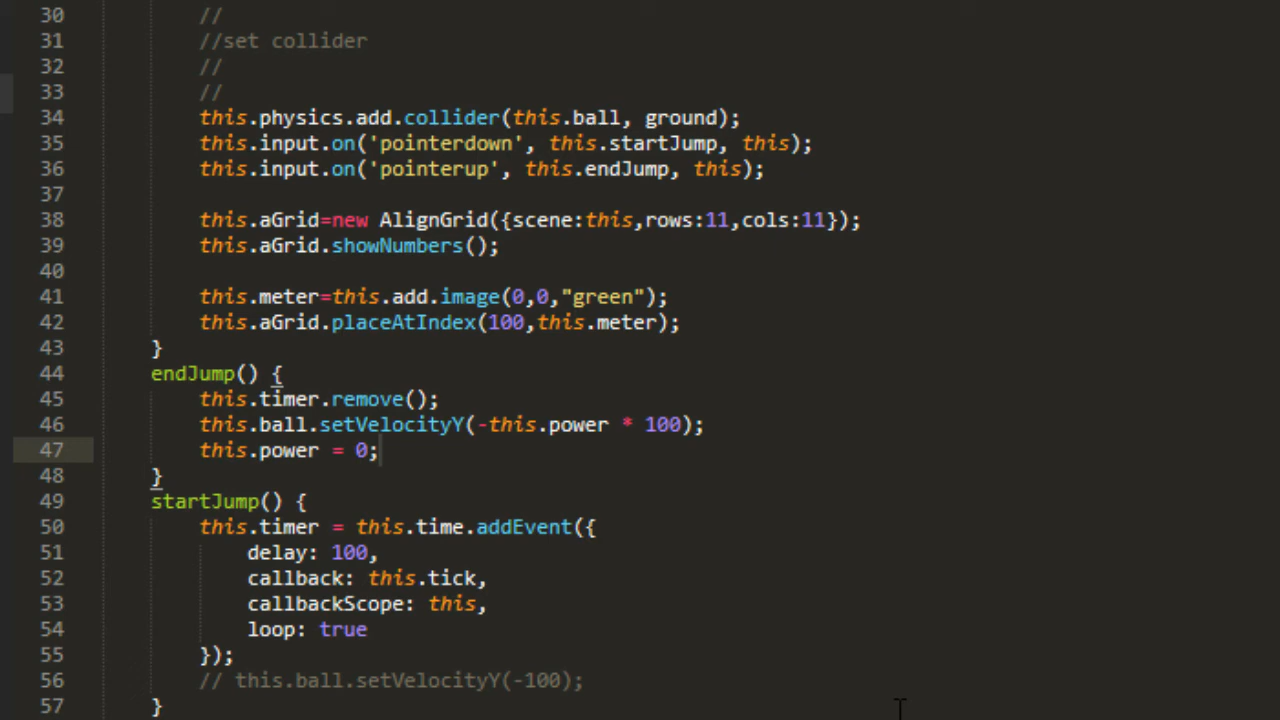 30 //
31 //set collider
32 //
33 //
34 this.physics.add.collider(this.ball, ground);
35 this.input.on('pointerdown', this.startJump, this);
36 this.input.on('pointerup', this.endJump, this);
37
38 this.aGrid=new AlignGrid({scene:this,rows:11,cols:11});
39 this.aGrid.showNumbers();
40
41 this.meter=this.add.image(0,0,"green");
42 this.aGrid.placeAtIndex(100,this.meter);
43 }
44 endJump() {
45 this.timer.remove();
46 this.ball.setVelocityY(-this.power * 100);
47 this.power = 0;
48 }
49 startJump() {
50 this.timer = this.time.addEvent({
51 delay: 100,
52 callback: this.tick,
53 callbackScope: this,
54 loop: true
55 });
56 // this.ball.setVelocityY(-100);
57 }